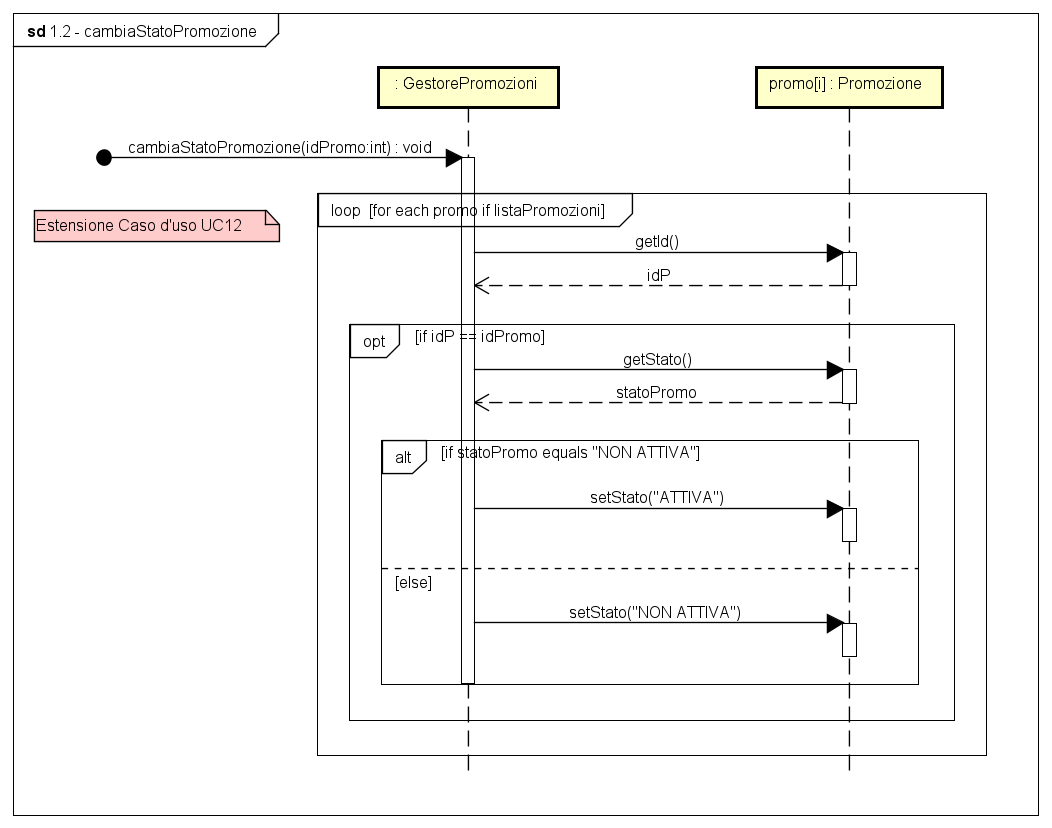 sd 1.2 - cambiaStatoPromozione
: GestorePromozioni
promo[i] : Promozione
cambiaStatoPromozione(idPromo:int) : void
Estensione Caso d'uso UC12
loop [for each promo if listaPromozioni]
getId()
idP
opt [if idP == idPromo]
getStato()
statoPromo
alt [if statoPromo equals "NON ATTIVA"]
setStato("ATTIVA")
[else]
setStato("NON ATTIVA")